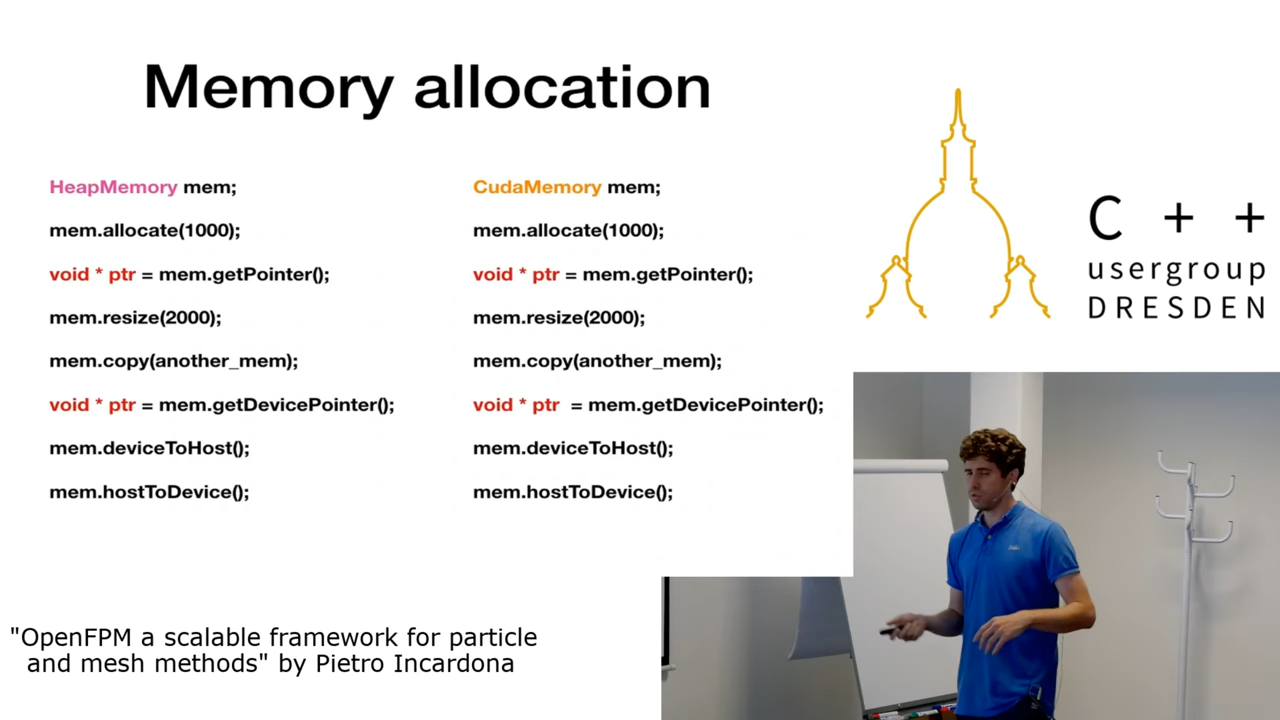 Memory allocation
HeapMemory mem;
mem.allocate(1000);
void * ptr = mem.getPointer();
mem.resize(2000);
mem.copy(another_mem);
void * ptr = mem.getDevicePointer();
mem.deviceToHost();
mem.hostToDevice();
CudaMemory mem;
mem.allocate(1000);
void * ptr = mem.getPointer();
mem.resize(2000);
mem.copy(another_mem);
void * ptr = mem.getDevicePointer();
mem.deviceToHost();
mem.hostToDevice();
C + +
usergroup
DRESDEN
"OpenFPM a scalable framework for particle
and mesh methods" by Pietro Incardona